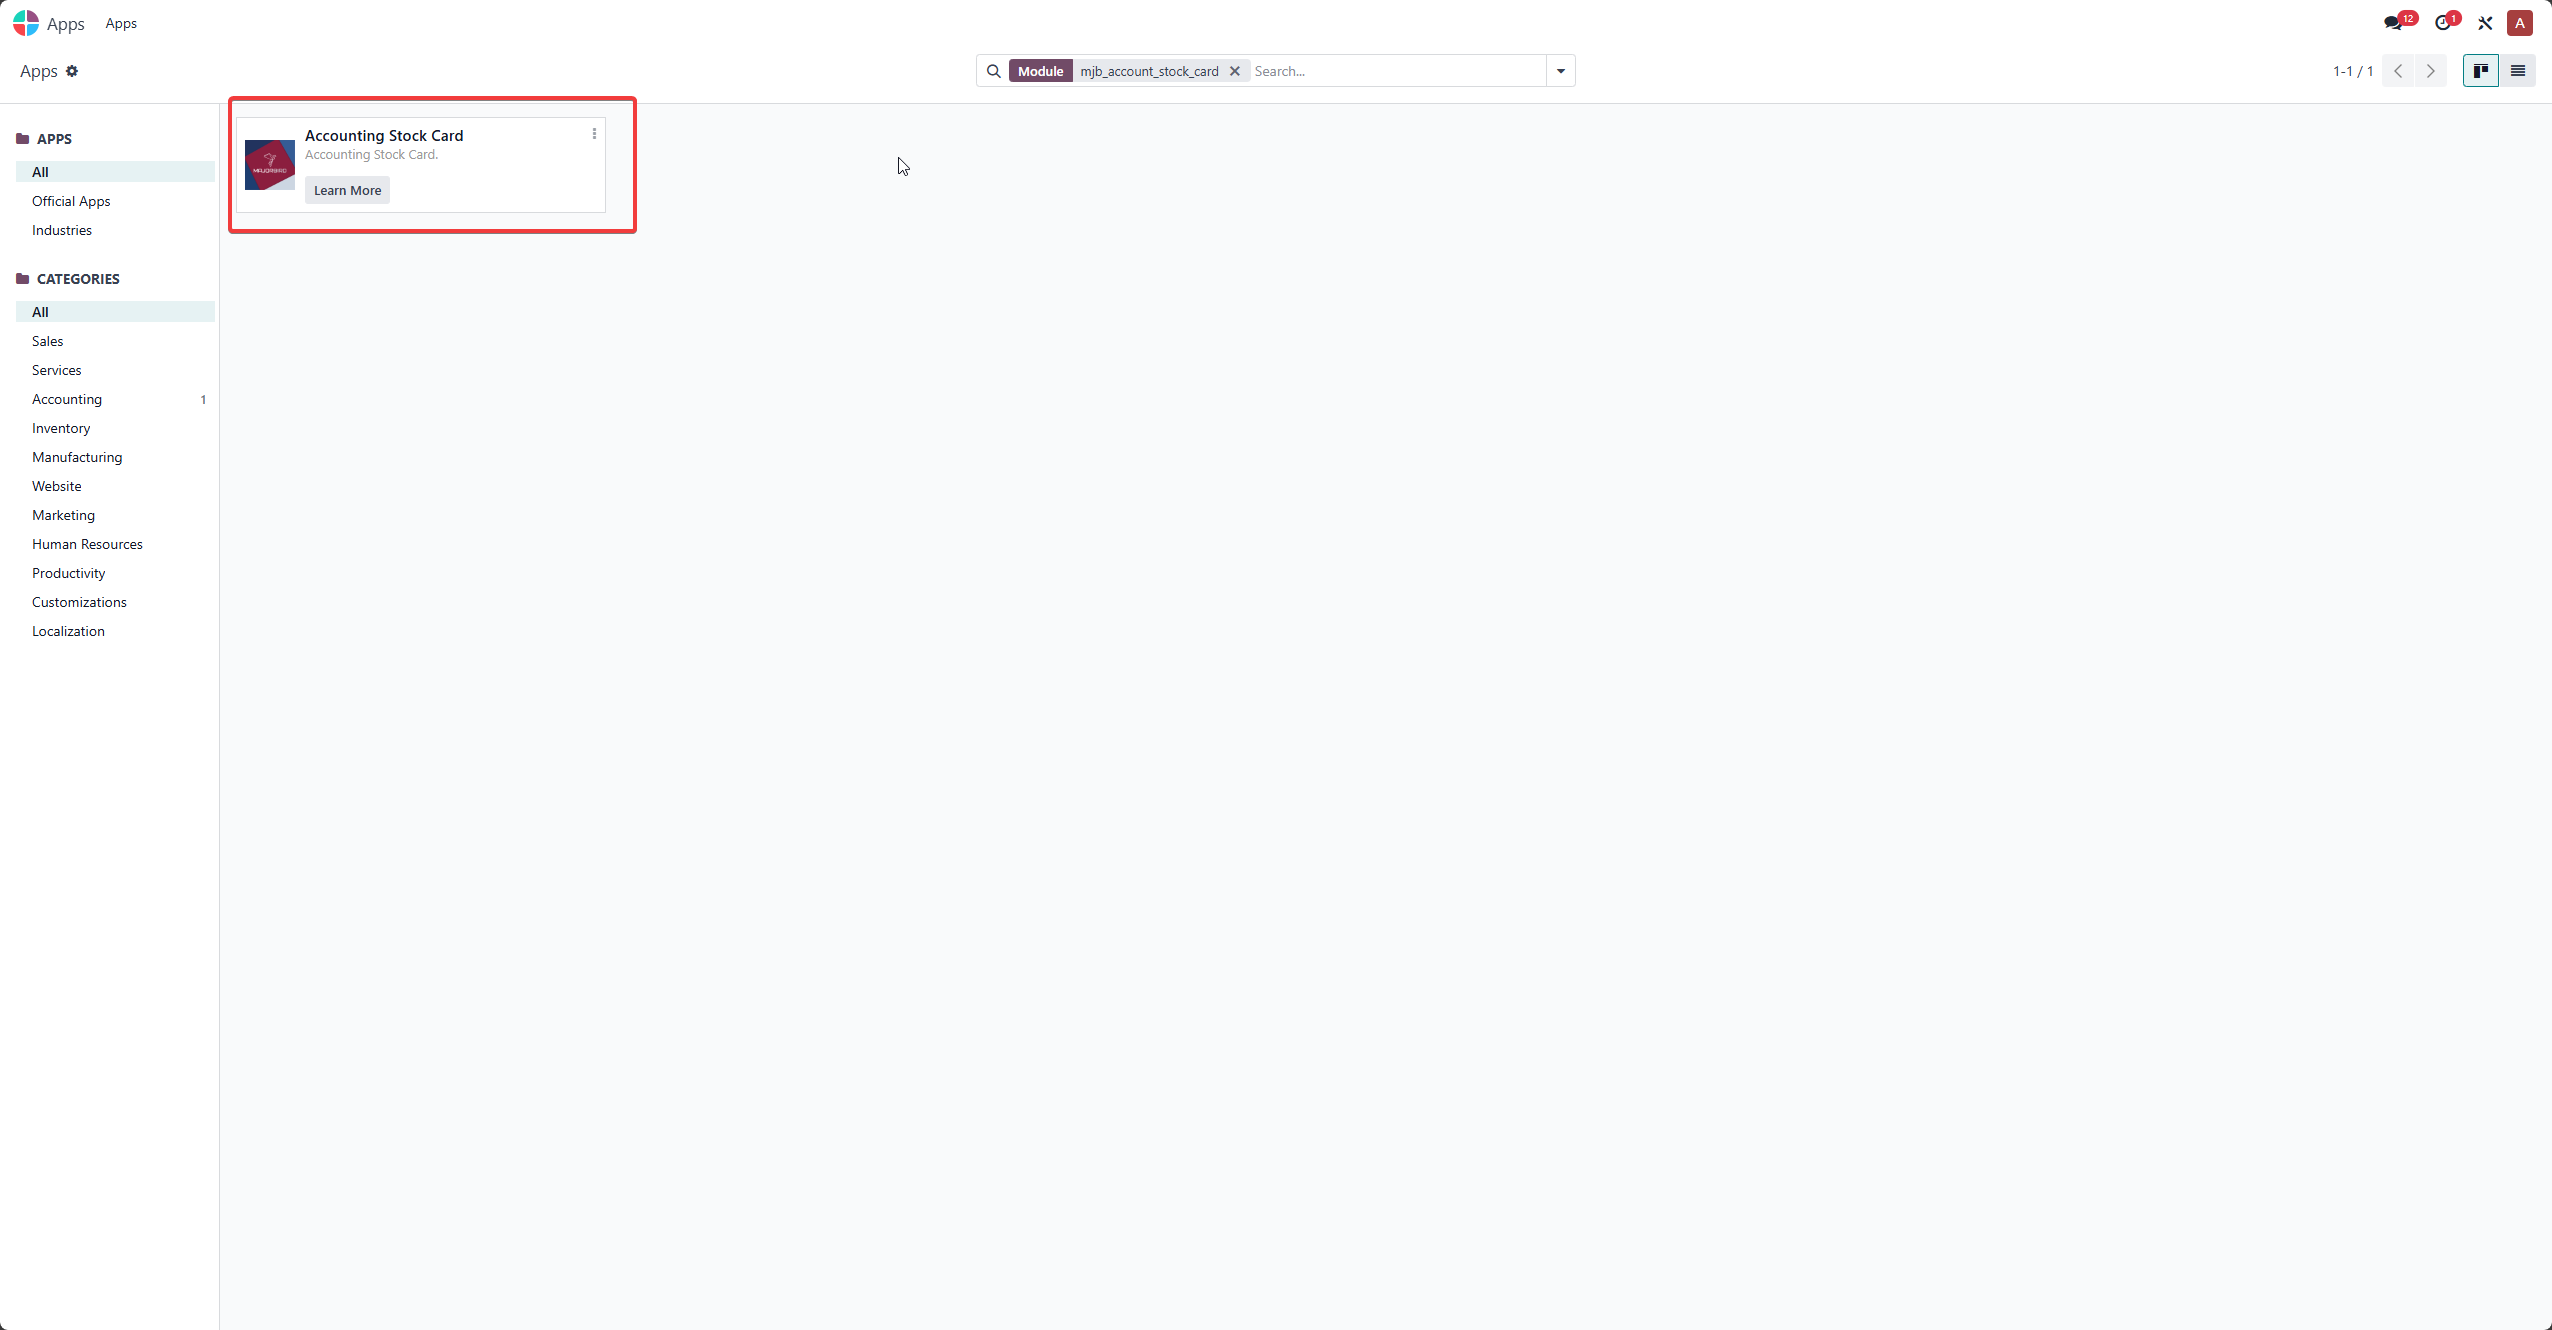 Apps Apps 12 1 A
Apps Module mjb_account_stock_card Search... 1-1 / 1
APPS
All
Official Apps
Industries
CATEGORIES
All
Sales
Services
Accounting 1
Inventory
Manufacturing
Website
Marketing
Human Resources
Productivity
Customizations
Localization
Accounting Stock Card
Accounting Stock Card.
MAJORBIRD
Learn More